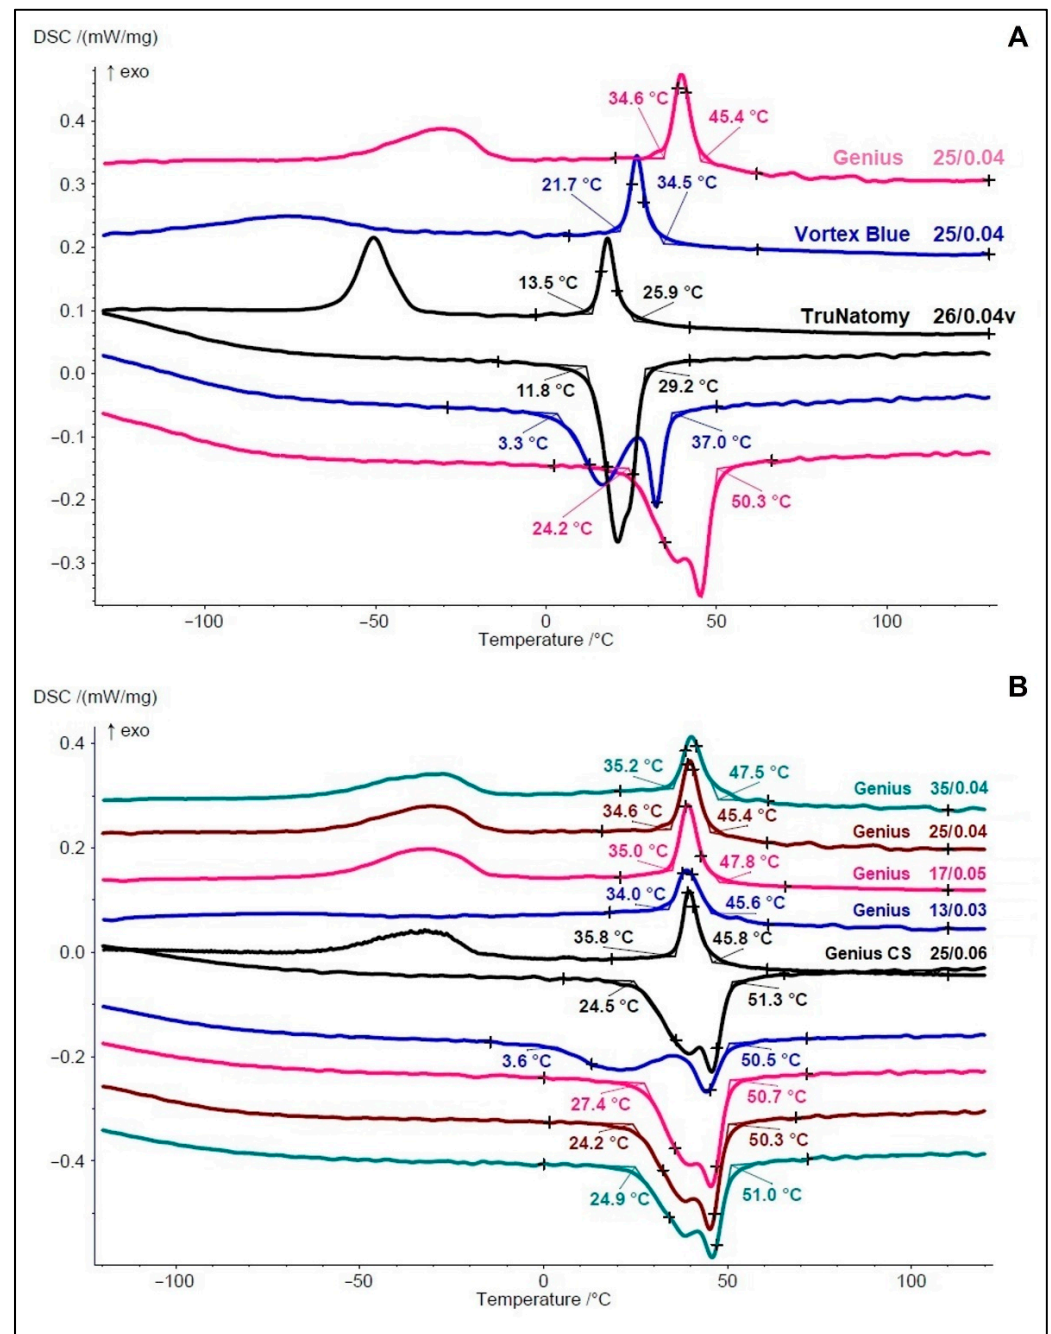 A
DSC /(mW/mg)
↑ exo
34.6 °C
45.4 °C
0.4
Genius 25/0.04
0.3
21.7 °C
34.5 °C
0.2
Vortex Blue 25/0.04
13.5 °C
25.9 °C
0.1
TruNatomy 26/0.04v
0.0
11.8 °C
29.2 °C
−0.1
3.3 °C
37.0 °C
−0.2
24.2 °C
50.3 °C
−0.3
−100 −50 0 50 100
Temperature /°C
B
DSC /(mW/mg)
↑ exo
0.4
35.2 °C
47.5 °C
Genius 35/0.04
34.6 °C
45.4 °C
Genius 25/0.04
0.2
35.0 °C
47.8 °C
Genius 17/0.05
34.0 °C
45.6 °C
Genius 13/0.03
35.8 °C
45.8 °C
0.0
Genius CS 25/0.06
24.5 °C
51.3 °C
−0.2
3.6 °C
50.5 °C
27.4 °C
50.7 °C
24.2 °C
50.3 °C
−0.4
24.9 °C
51.0 °C
−100 −50 0 50 100
Temperature /°C